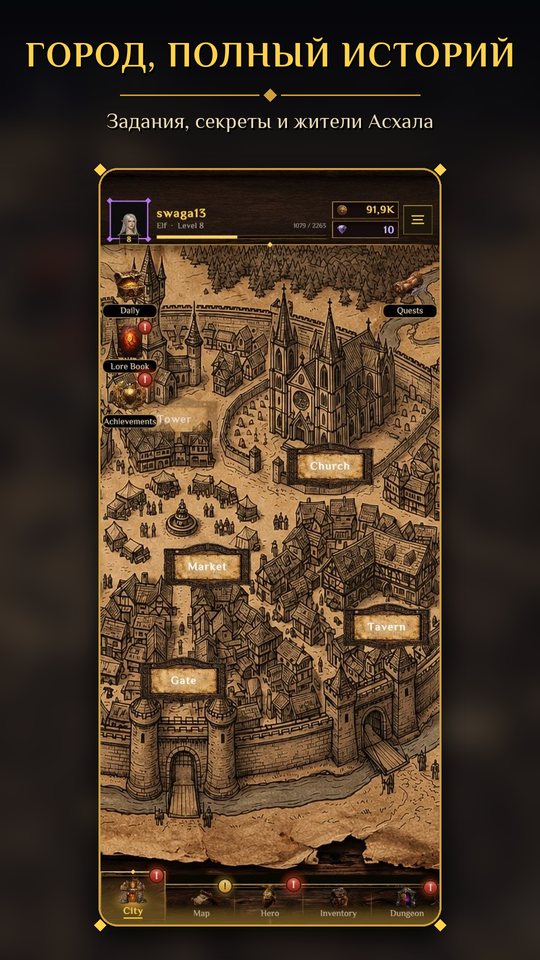 ГОРОД, ПОЛНЫЙ ИСТОРИЙ
Задания, секреты и жители Асхала
swaga13
Elf · Level 8
1079 / 2263
91,9K
10
8
Daily
Quests
!
Lore Book
!
Achievements
Tower
Church
Market
Tavern
Gate
!
!
!
!
City
Map
Hero
Inventory
Dungeon